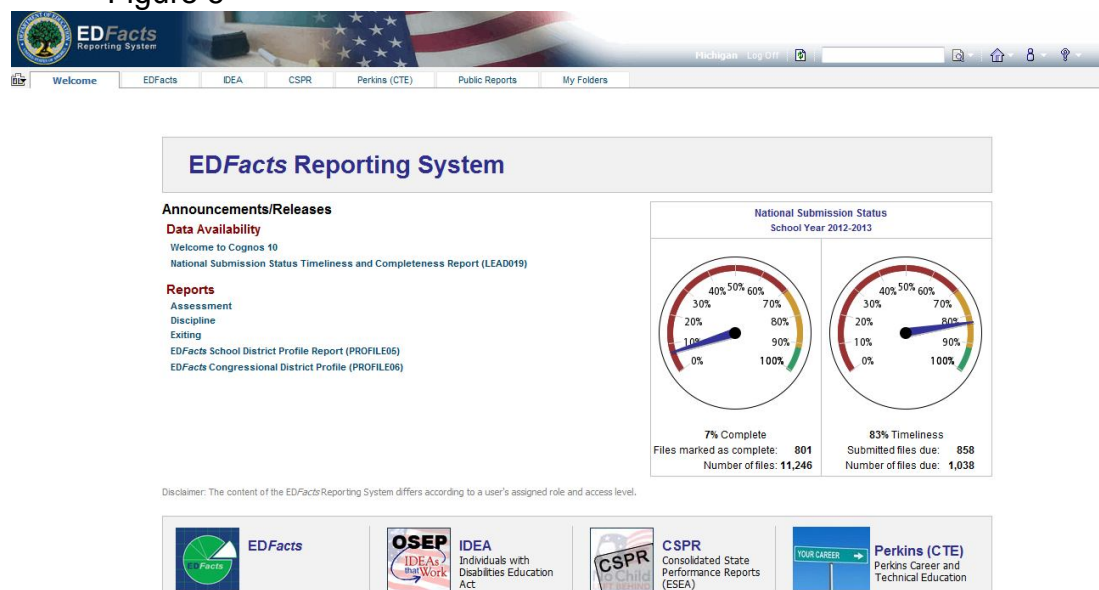 Figure 3
EDFacts
Reporting System
Michigan Log Off
Welcome EDFacts IDEA CSPR Perkins (CTE) Public Reports My Folders
EDFacts Reporting System
Announcements/Releases
Data Availability
Welcome to Cognos 10
National Submission Status Timeliness and Completeness Report (LEAD019)
Reports
Assessment
Discipline
Exiting
EDFacts School District Profile Report (PROFILE05)
EDFacts Congressional District Profile (PROFILE06)
National Submission Status
School Year 2012-2013
0% 10% 20% 30% 40% 50% 60% 70% 80% 90% 100%
7% Complete
Files marked as complete: 801
Number of files: 11,246
0% 10% 20% 30% 40% 50% 60% 70% 80% 90% 100%
83% Timeliness
Submitted files due: 858
Number of files due: 1,038
Disclaimer: The content of the EDFacts Reporting System differs according to a user's assigned role and access level.
EDFacts
EDFacts
OSEP
IDEAs
that Work
IDEA
Individuals with
Disabilities Education
Act
CSPR
No Child
CSPR
Consolidated State
Performance Reports
(ESEA)
YOUR CAREER
Perkins (CTE)
Perkins Career and
Technical Education